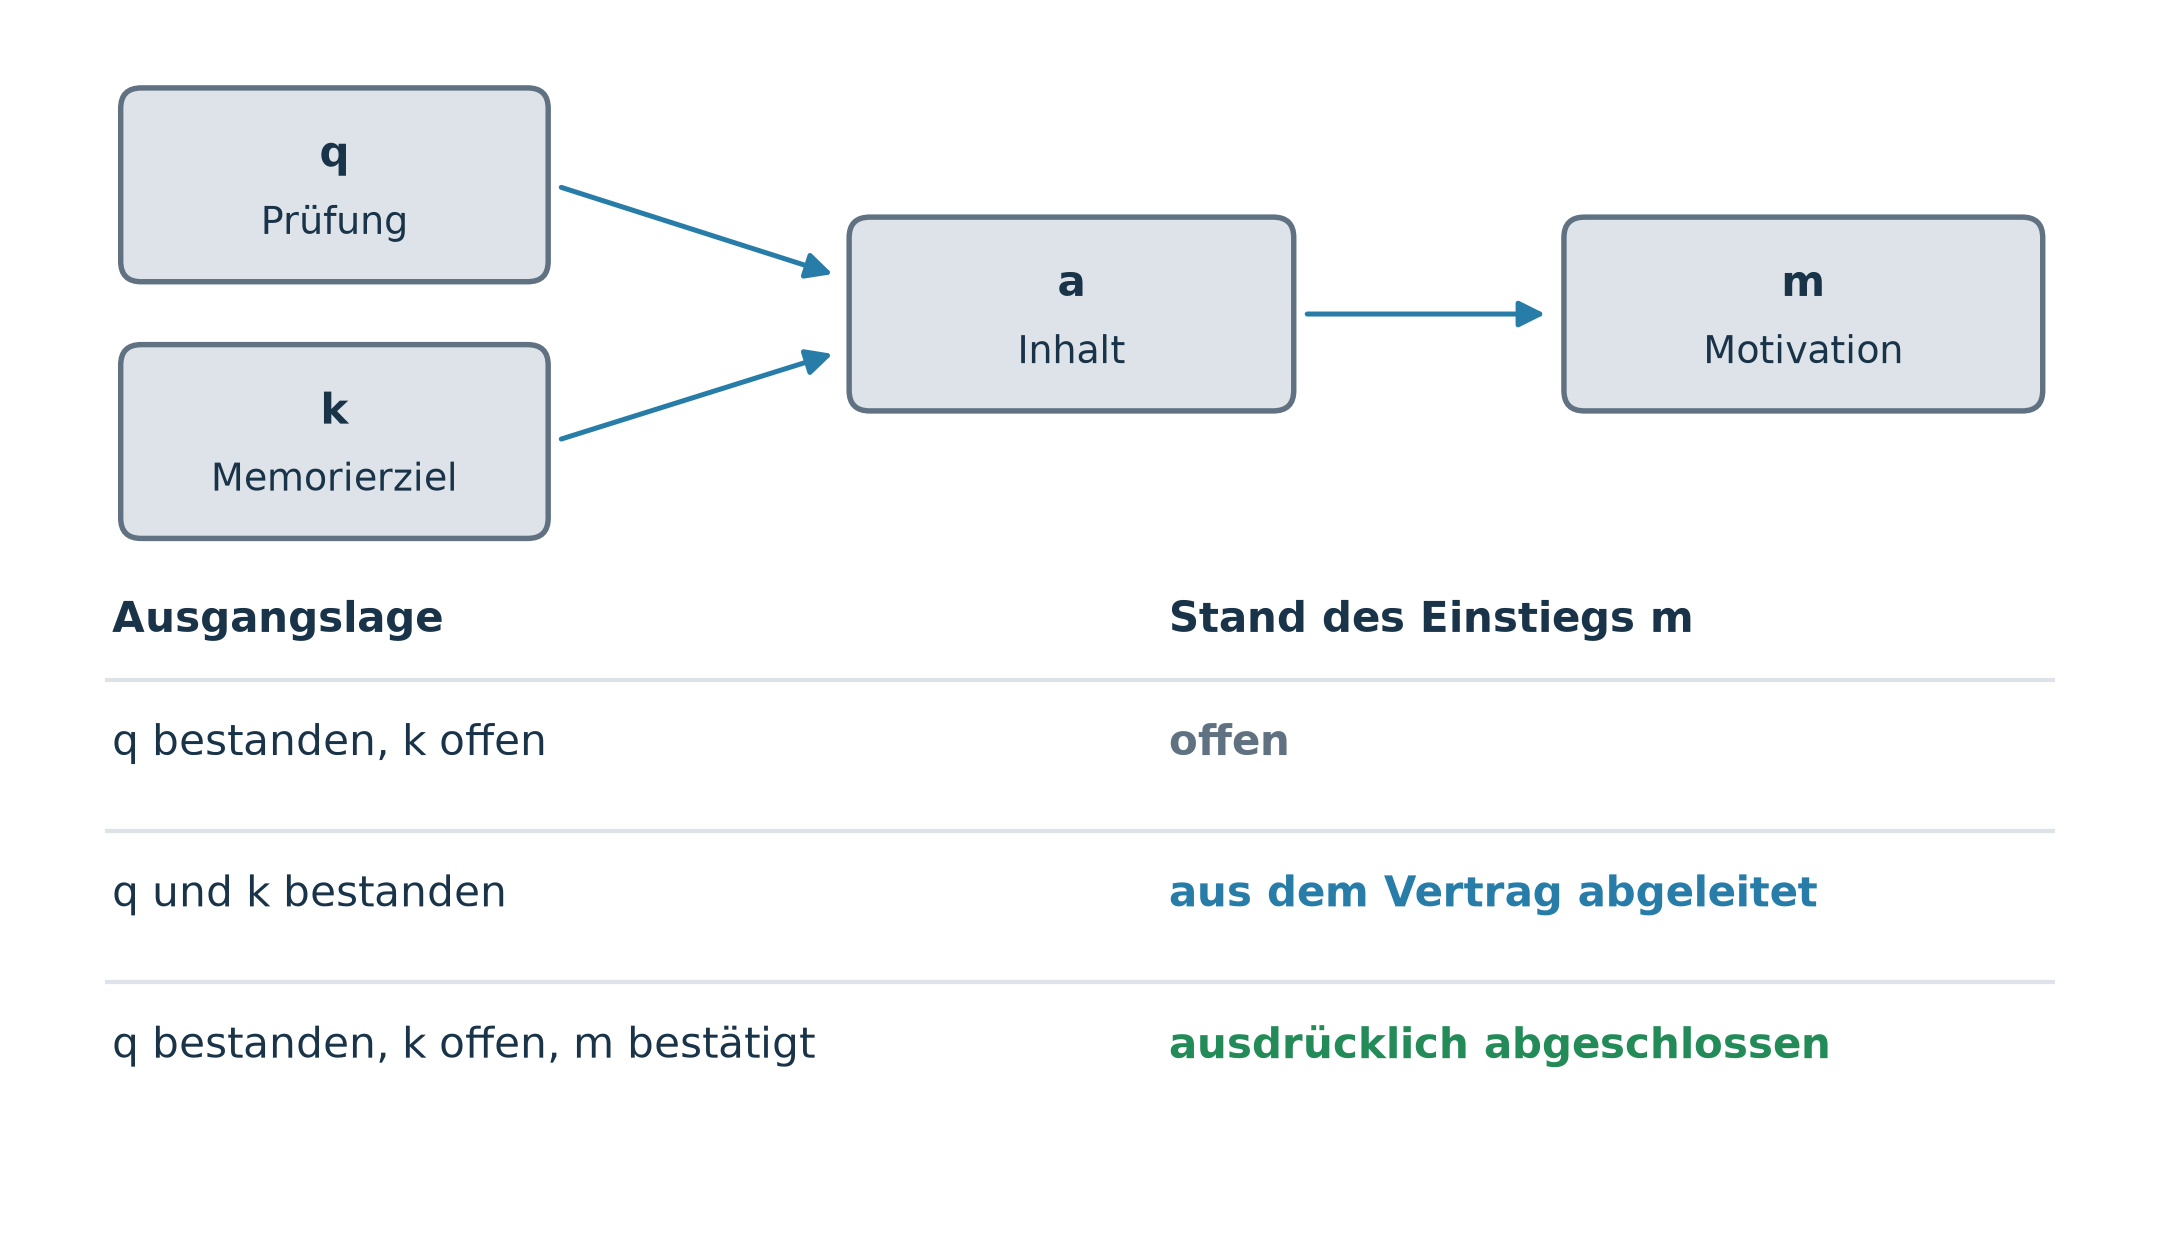 q
Prüfung
k
Memorierziel
a
Inhalt
m
Motivation
Ausgangslage Stand des Einstiegs m
q bestanden, k offen offen
q und k bestanden aus dem Vertrag abgeleitet
q bestanden, k offen, m bestätigt ausdrücklich abgeschlossen